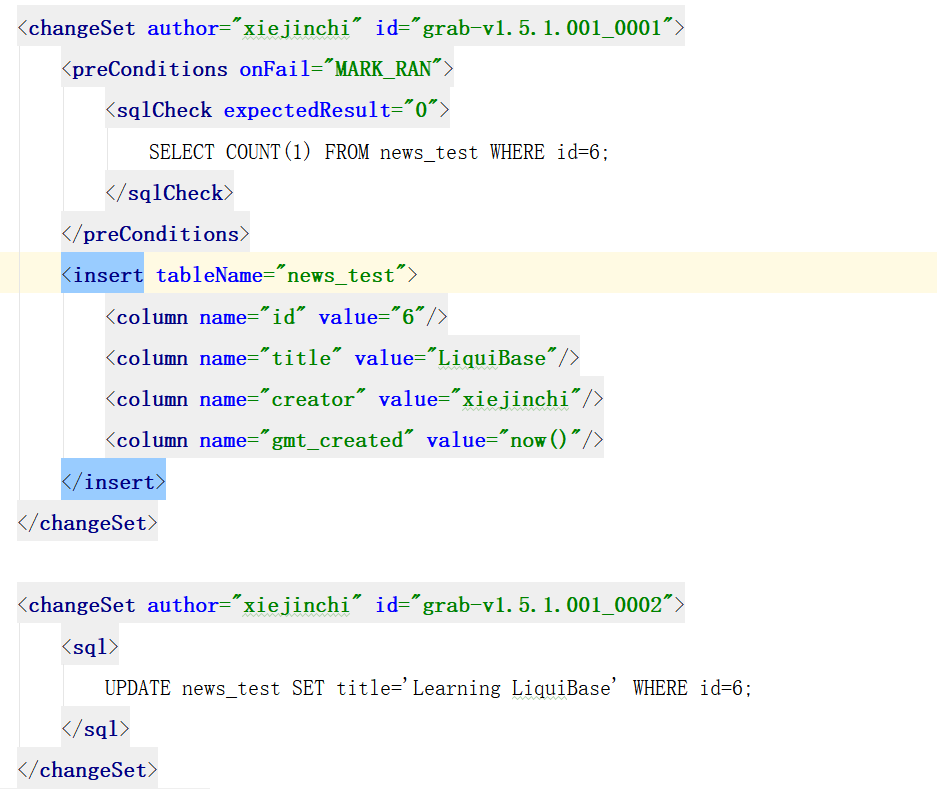 <changeSet author="xiejinchi" id="grab-v1.5.1.001_0001">
<preConditions onFail="MARK_RAN">
<sqlCheck expectedResult="0">
SELECT COUNT(1) FROM news_test WHERE id=6;
</sqlCheck>
</preConditions>
<insert tableName="news_test">
<column name="id" value="6"/>
<column name="title" value="LiquiBase"/>
<column name="creator" value="xiejinchi"/>
<column name="gmt_created" value="now()"/>
</insert>
</changeSet>
<changeSet author="xiejinchi" id="grab-v1.5.1.001_0002">
<sql>
UPDATE news_test SET title='Learning LiquiBase' WHERE id=6;
</sql>
</changeSet>